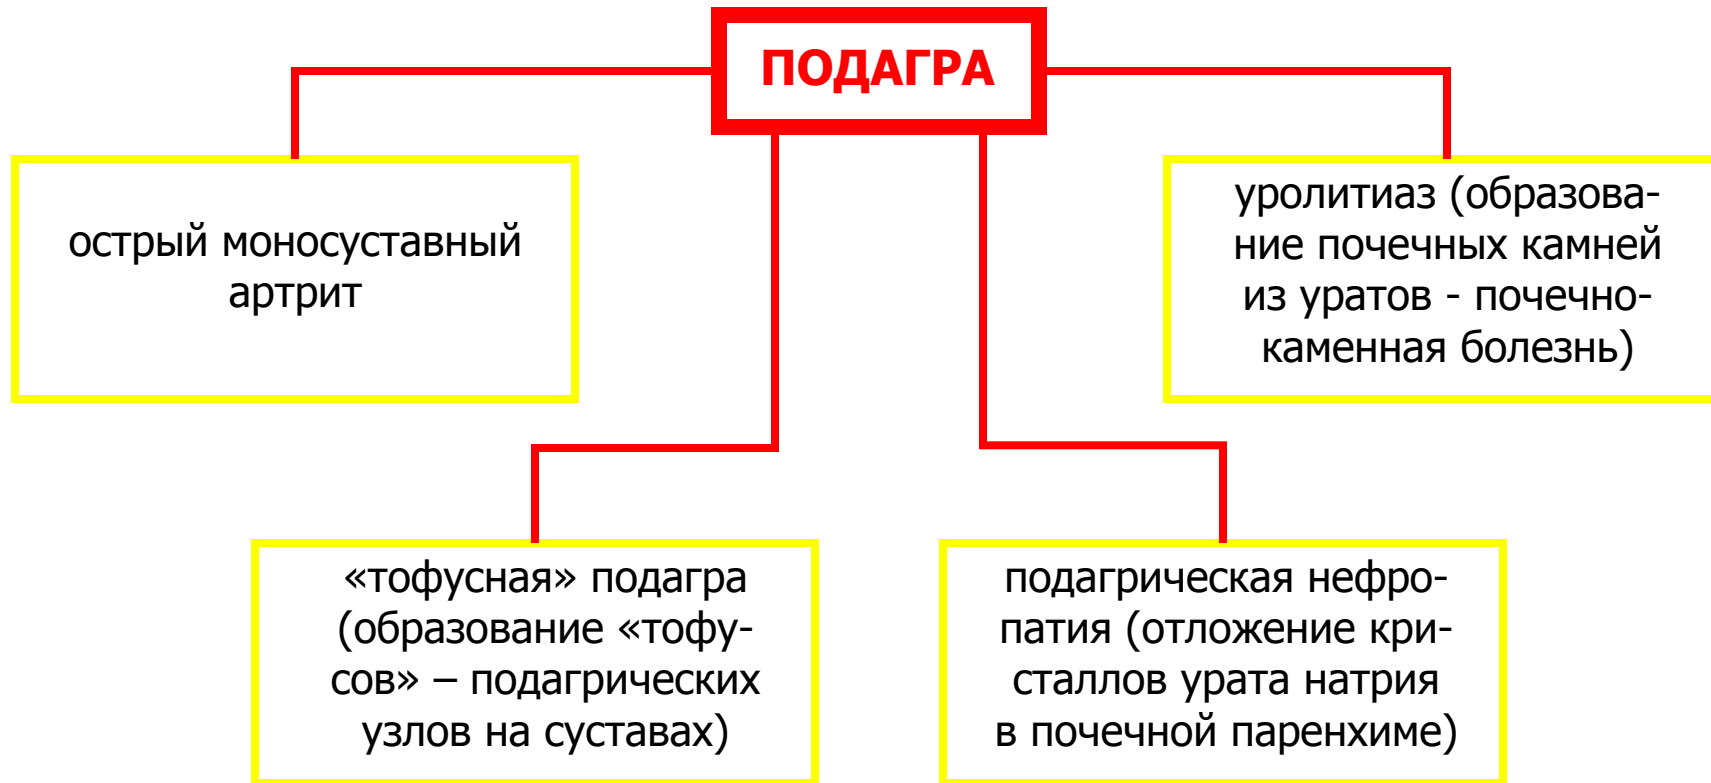 ПОДАГРА
острый моносуставный
артрит
уролитиаз (образова-
ние почечных камней
из уратов - почечно-
каменная болезнь)
«тофусная» подагра
(образование «тофу-
сов» – подагрических
узлов на суставах)
подагрическая нефро-
патия (отложение кри-
сталлов урата натрия
в почечной паренхиме)